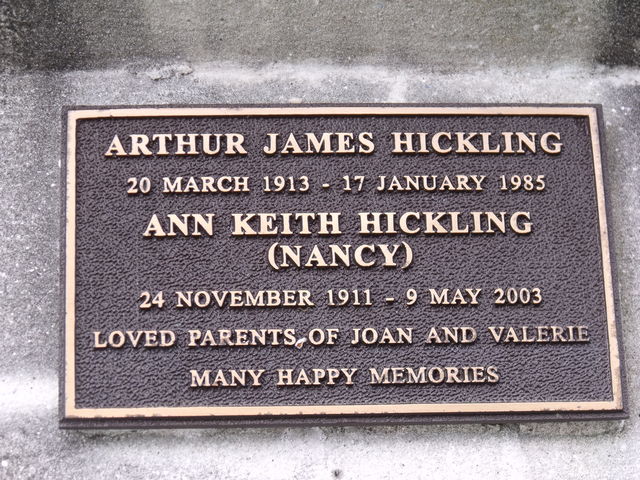 ARTHUR JAMES HICKLING
20 MARCH 1913 - 17 JANUARY 1985
ANN KEITH HICKLING
(NANCY)
24 NOVEMBER 1911 - 9 MAY 2003
LOVED PARENTS OF JOAN AND VALERIE
MANY HAPPY MEMORIES